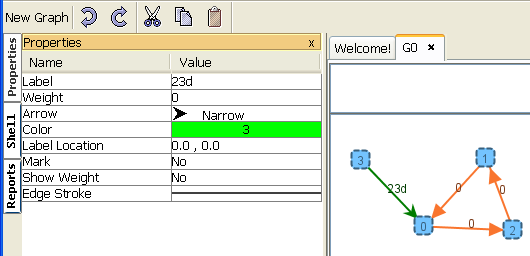 New Graph
Properties x
Name Value
Label 23d
Weight 0
Arrow Narrow
Color 3
Label Location 0.0 , 0.0
Mark No
Show Weight No
Edge Stroke
Properties
Shell
Reports
Welcome! G0 x
3
1
23d
0
0
0
0
2